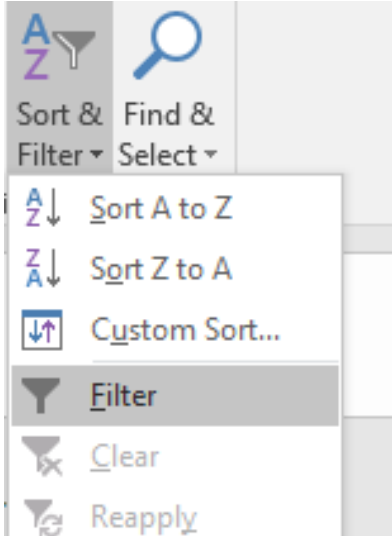 Sort & Find &
Filter Select
Sort A to Z
Sort Z to A
Custom Sort...
Filter
Clear
Reapply